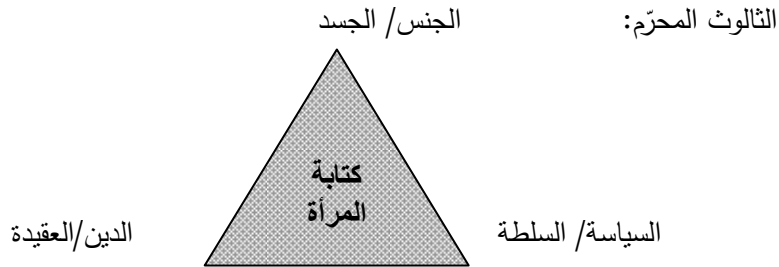 الثالوث المحرّم:
الجنس/ الجسد
كتابة
المرأة
السياسة/ السلطة
الدين/العقيدة